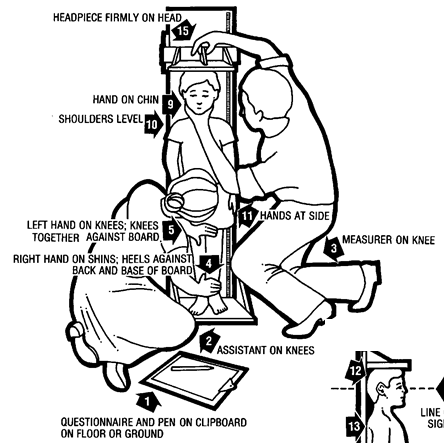 HEADPIECE FIRMLY ON HEAD
15
HAND ON CHIN
9
SHOULDERS LEVEL
10
LEFT HAND ON KNEES; KNEES
TOGETHER AGAINST BOARD
5
11
HANDS AT SIDE
3
MEASURER ON KNEE
RIGHT HAND ON SHINS; HEELS AGAINST
BACK AND BASE OF BOARD
4
2
ASSISTANT ON KNEES
1
QUESTIONNAIRE AND PEN ON CLIPBOARD
ON FLOOR OR GROUND
12
13
LINE
SIG